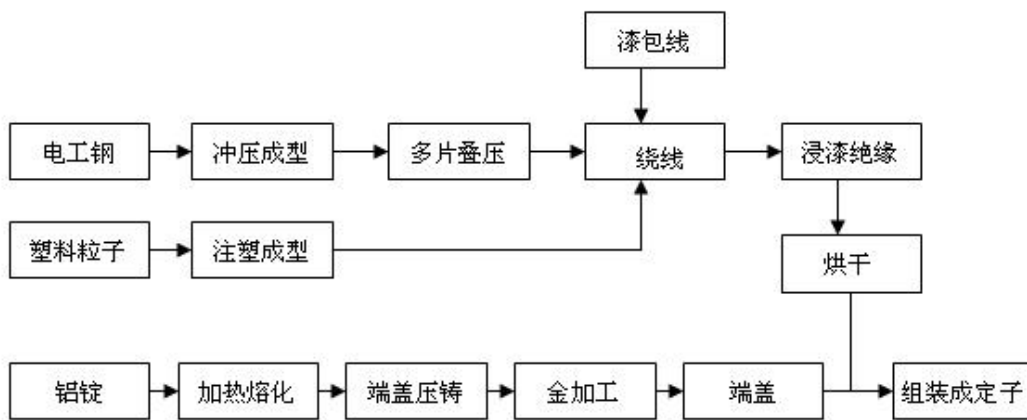 漆包线
电工钢
冲压成型
多片叠压
绕线
浸漆绝缘
塑料粒子
注塑成型
烘干
铝锭
加热熔化
端盖压铸
金加工
端盖
组装成定子